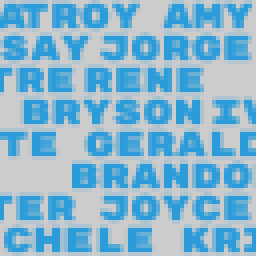 ATROY AMY
SAY JORGE
TRE RENE
BRYSON IV
TE GERALD
BRANDO
TER JOYCE
CHELE KRI